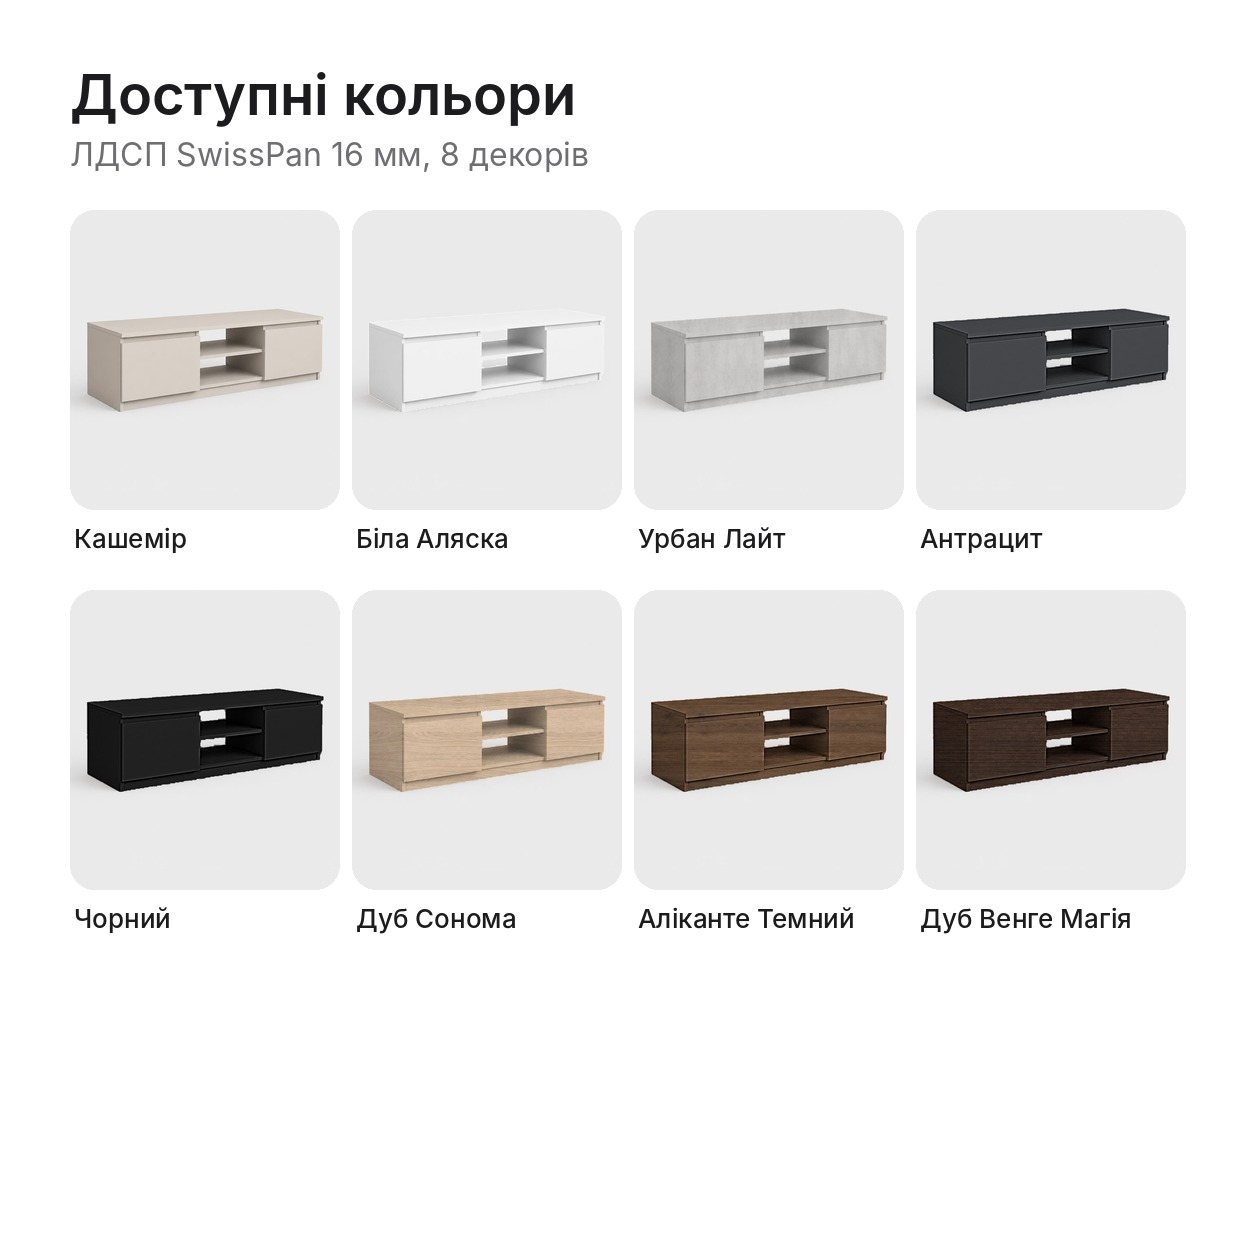 Доступні кольори
ЛДСП SwissPan 16 мм, 8 декорів
Кашемір
Біла Аляска
Урбан Лайт
Антрацит
Чорний
Дуб Сонома
Аліканте Темний
Дуб Венге Магія